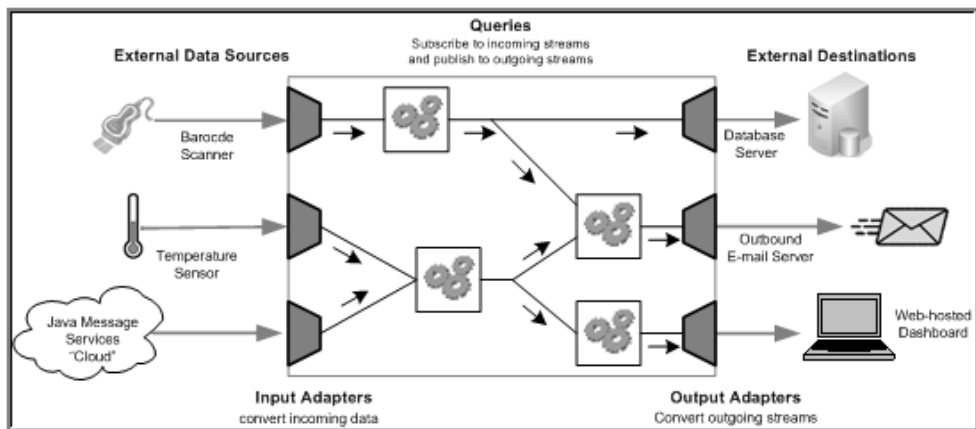 Queries
Subscribe to incoming streams
and publish to outgoing streams
External Data Sources
External Destinations
Barocde
Scanner
Database
Server
Temperature
Sensor
Outbound
E-mail Server
Java Message
Services
"Cloud"
Web-hosted
Dashboard
Input Adapters
convert incoming data
Output Adapters
Convert outgoing streams